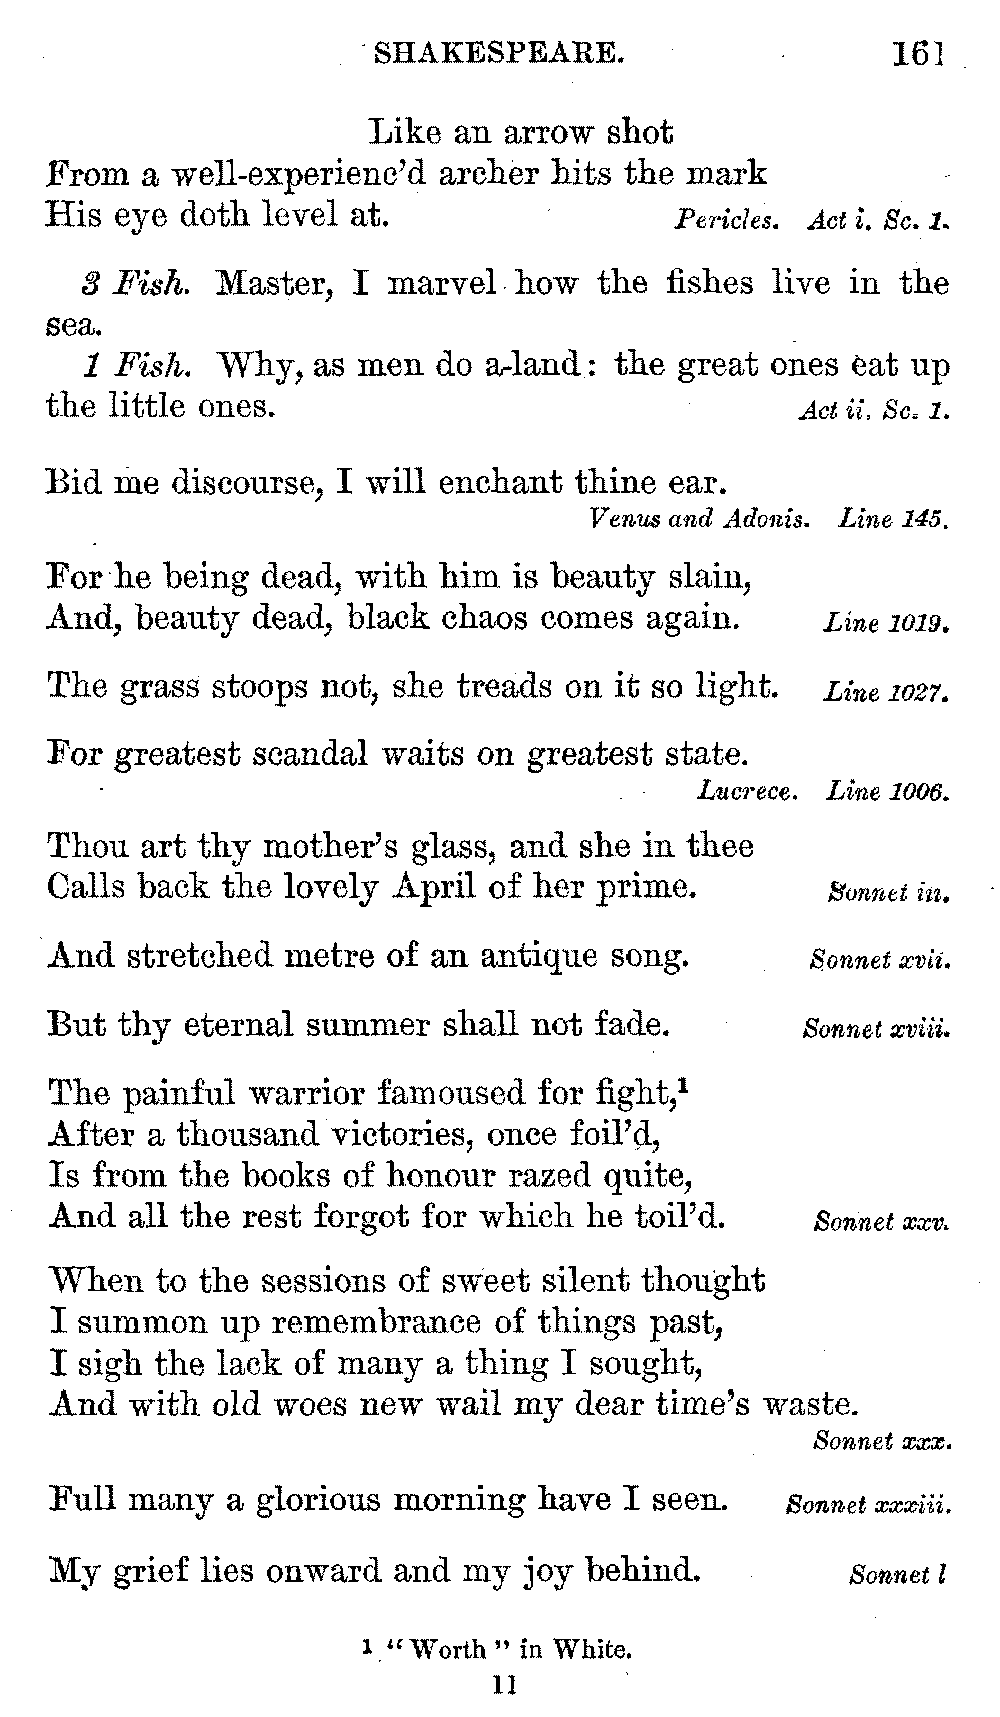 SHAKESPEARE. 161
Like an arrow shot
From a well-experienc'd archer hits the mark
His eye doth level at. Pericles. Act i. Sc. 1.
3 Fish. Master, I marvel how the fishes live in the
sea.
1 Fish. Why, as men do a-land: the great ones eat up
the little ones. Act ii. Sc. 1.
Bid me discourse, I will enchant thine ear.
Venus and Adonis. Line 145.
For he being dead, with him is beauty slain,
And, beauty dead, black chaos comes again. Line 1019.
The grass stoops not, she treads on it so light. Line 1027.
For greatest scandal waits on greatest state.
Lucrece. Line 1006.
Thou art thy mother's glass, and she in thee
Calls back the lovely April of her prime. Sonnet iii.
And stretched metre of an antique song. Sonnet xvii.
But thy eternal summer shall not fade. Sonnet xviii.
The painful warrior famoused for fight,¹
After a thousand victories, once foil'd,
Is from the books of honour razed quite,
And all the rest forgot for which he toil'd. Sonnet xxv.
When to the sessions of sweet silent thought
I summon up remembrance of things past,
I sigh the lack of many a thing I sought,
And with old woes new wail my dear time's waste.
Sonnet xxx.
Full many a glorious morning have I seen. Sonnet xxxiii.
My grief lies onward and my joy behind. Sonnet l
¹ "Worth" in White.
11